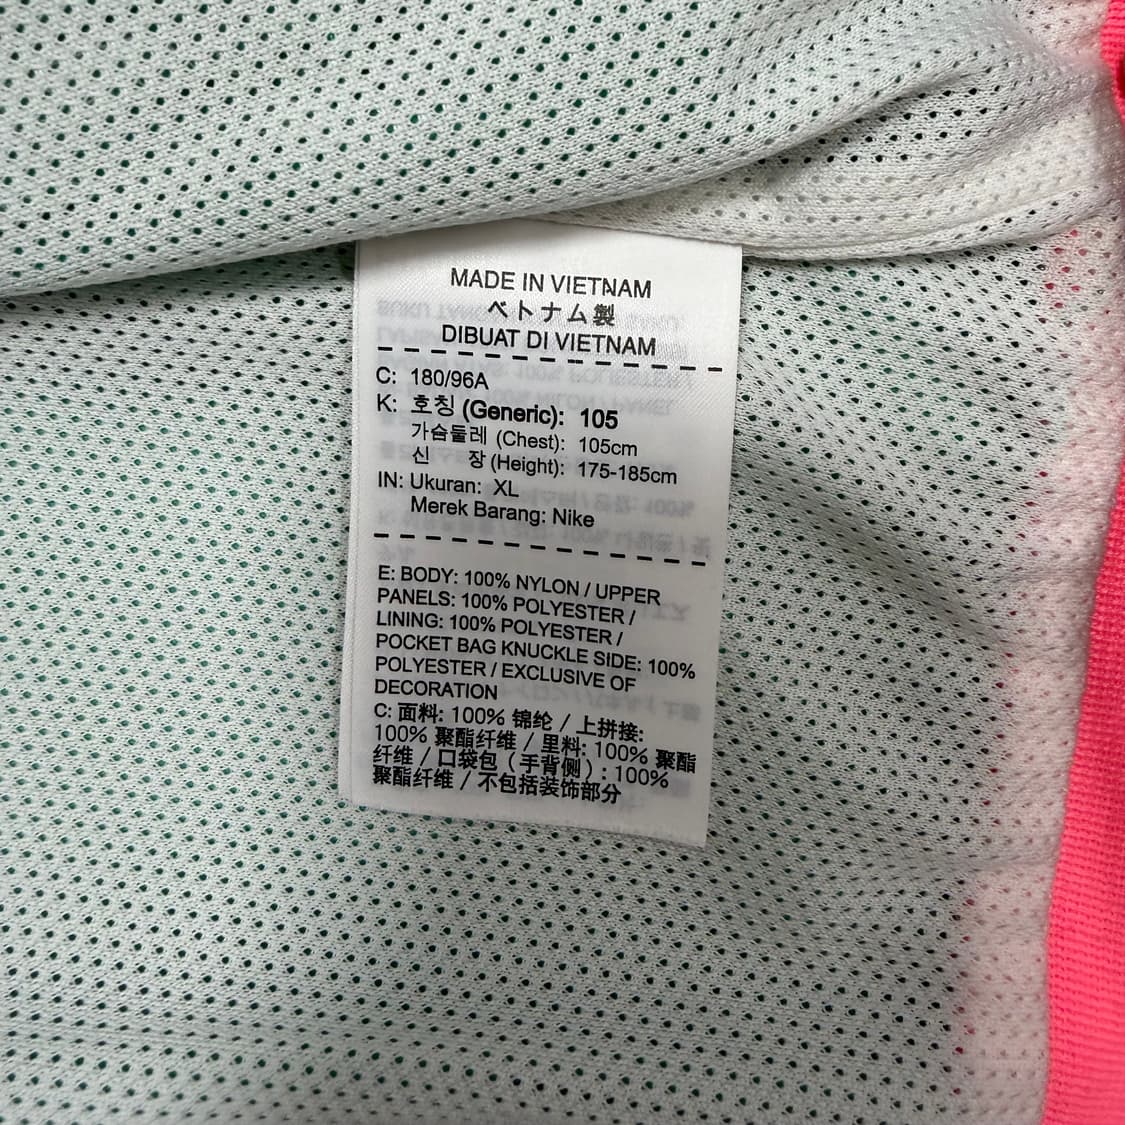 MADE IN VIETNAM
ベトナム製
DIBUAT DI VIETNAM
C: 180/96A
K: 호칭 (Generic): 105
가슴둘레 (Chest): 105cm
신 장 (Height): 175-185cm
IN: Ukuran: XL
Merek Barang: Nike
E: BODY: 100% NYLON / UPPER
PANELS: 100% POLYESTER /
LINING: 100% POLYESTER /
POCKET BAG KNUCKLE SIDE: 100%
POLYESTER / EXCLUSIVE OF
DECORATION
C: 面料: 100% 锦纶 / 上拼接:
100% 聚酯纤维 / 里料: 100% 聚酯
纤维 / 口袋包（手背侧）: 100%
聚酯纤维 / 不包括装饰部分